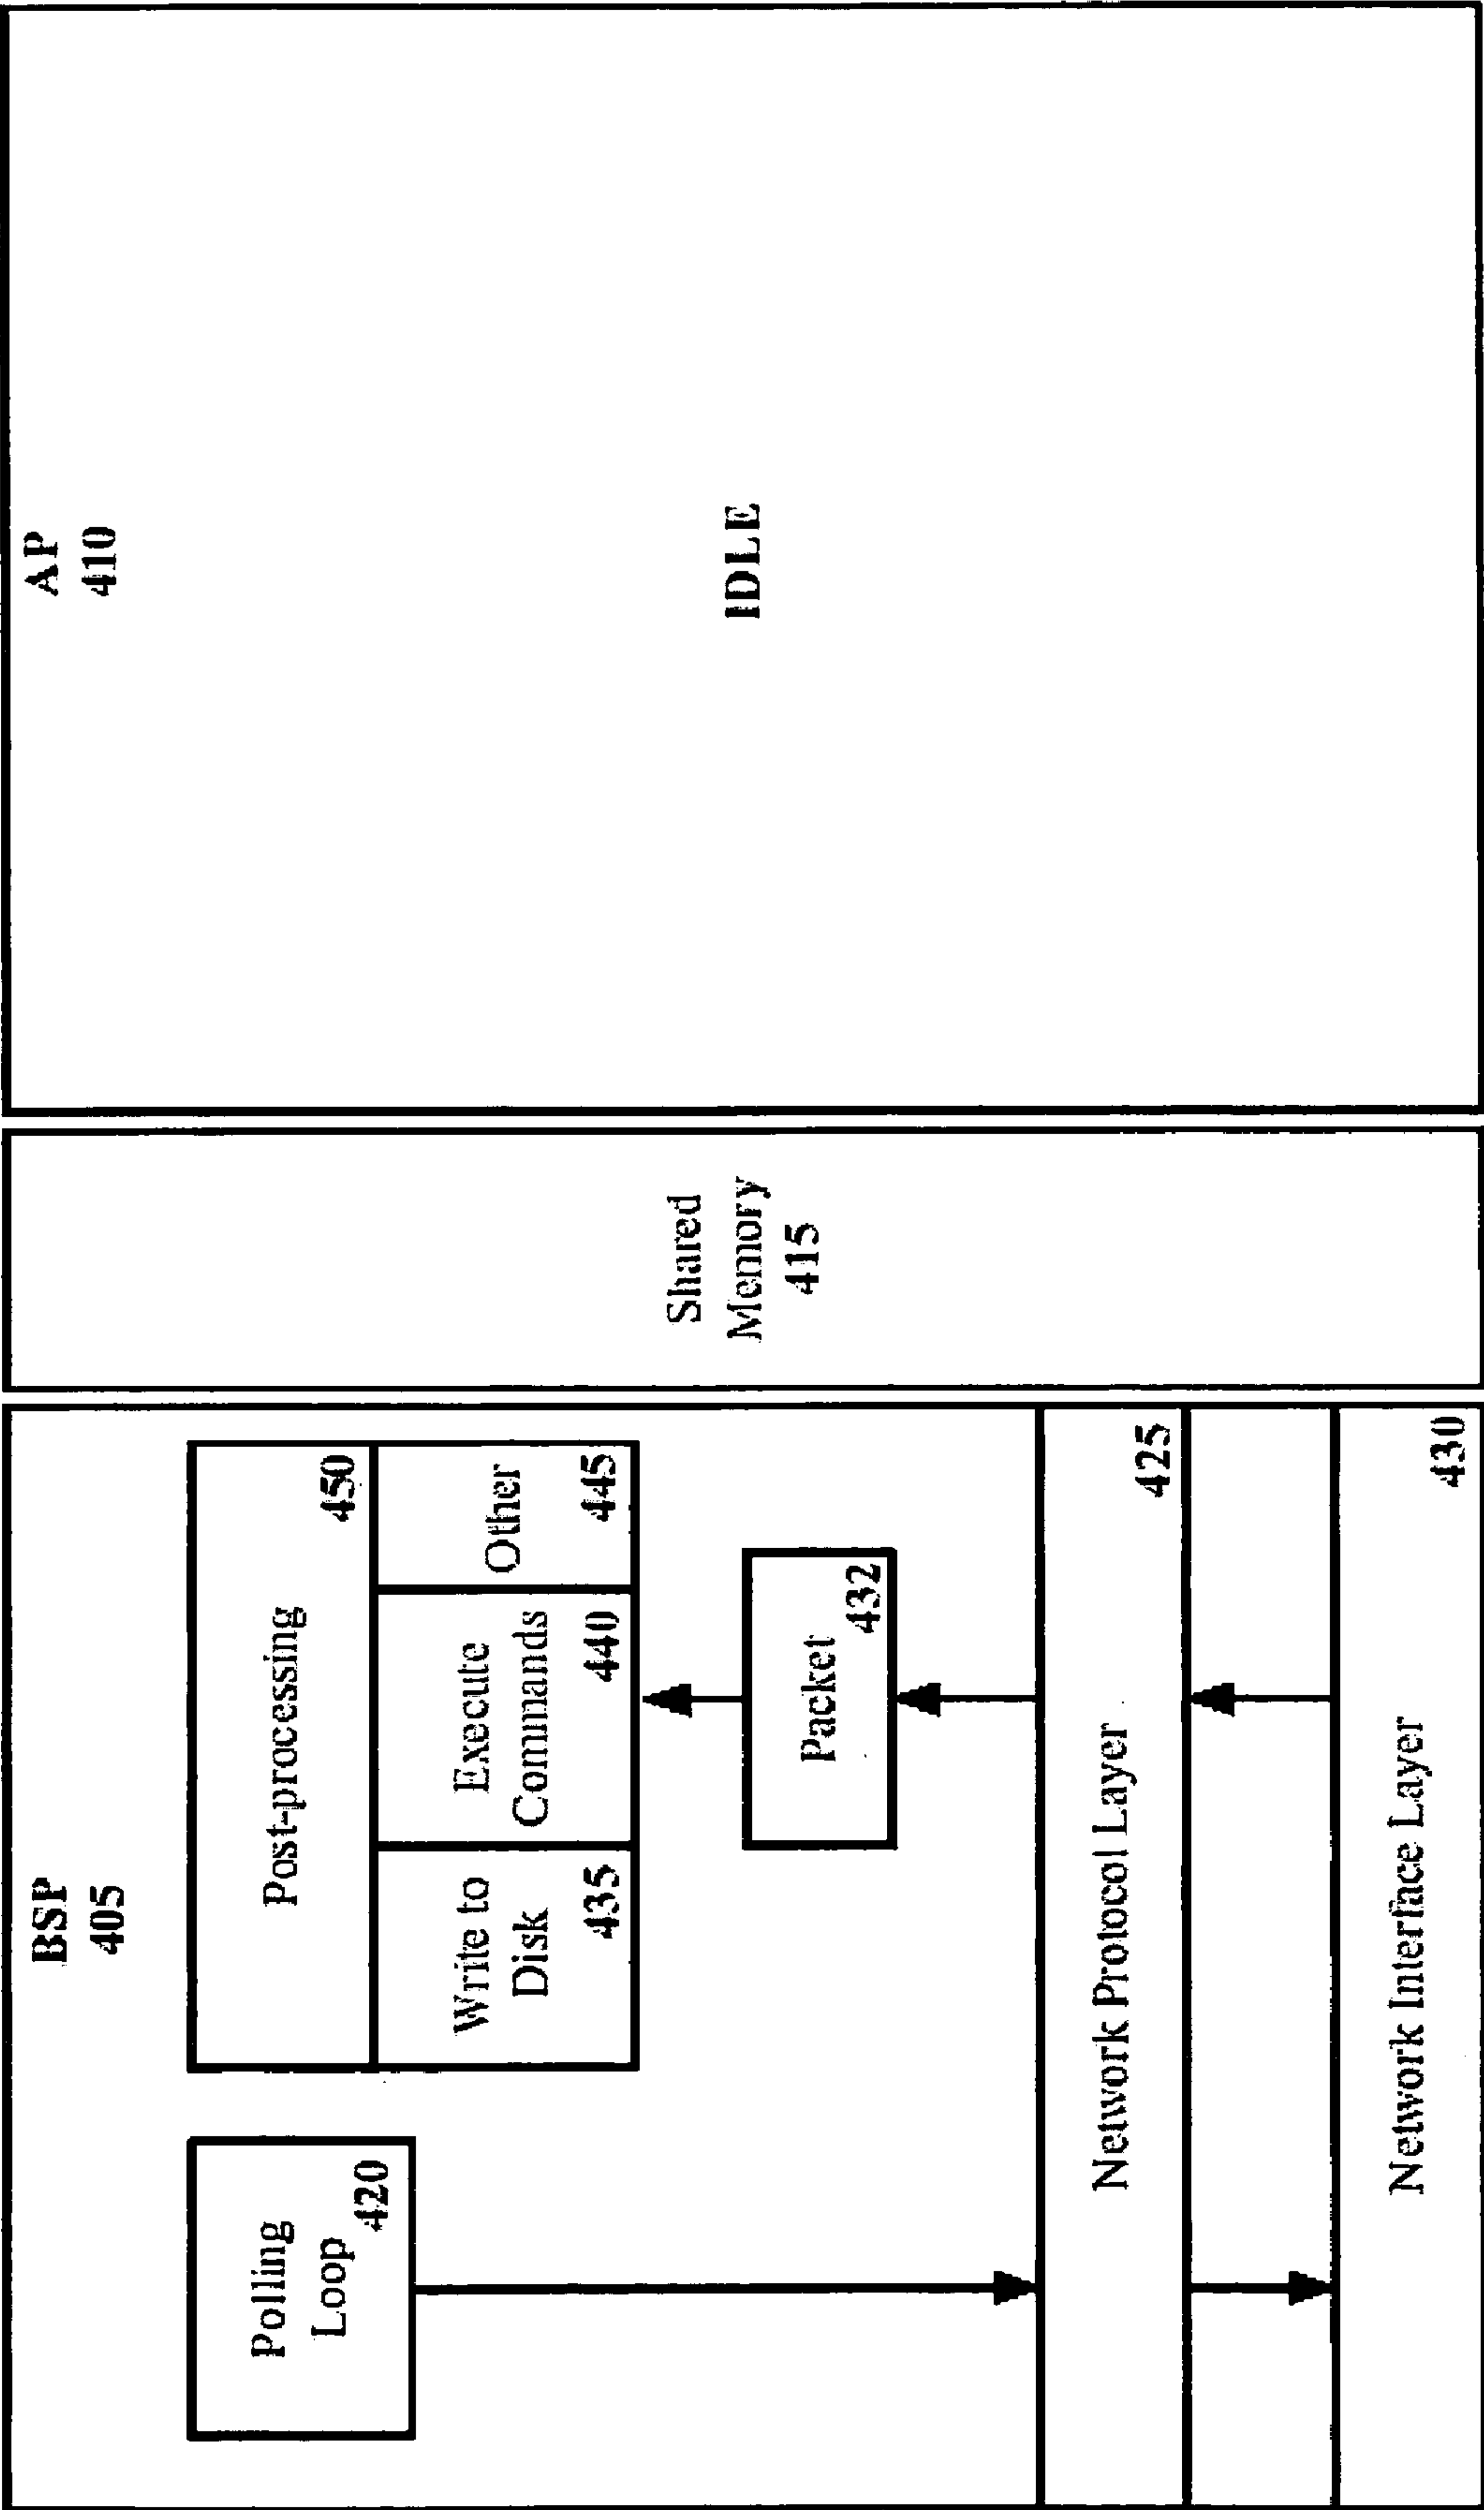 BSP
405
Polling
Loop
420
Post-processing
450
Write to
Disk
435
Execute
Commands
440
Other
445
Packet
432
Network Protocol Layer
425
Network Interface Layer
430
Shared
Memory
415
AP
410
IDLE